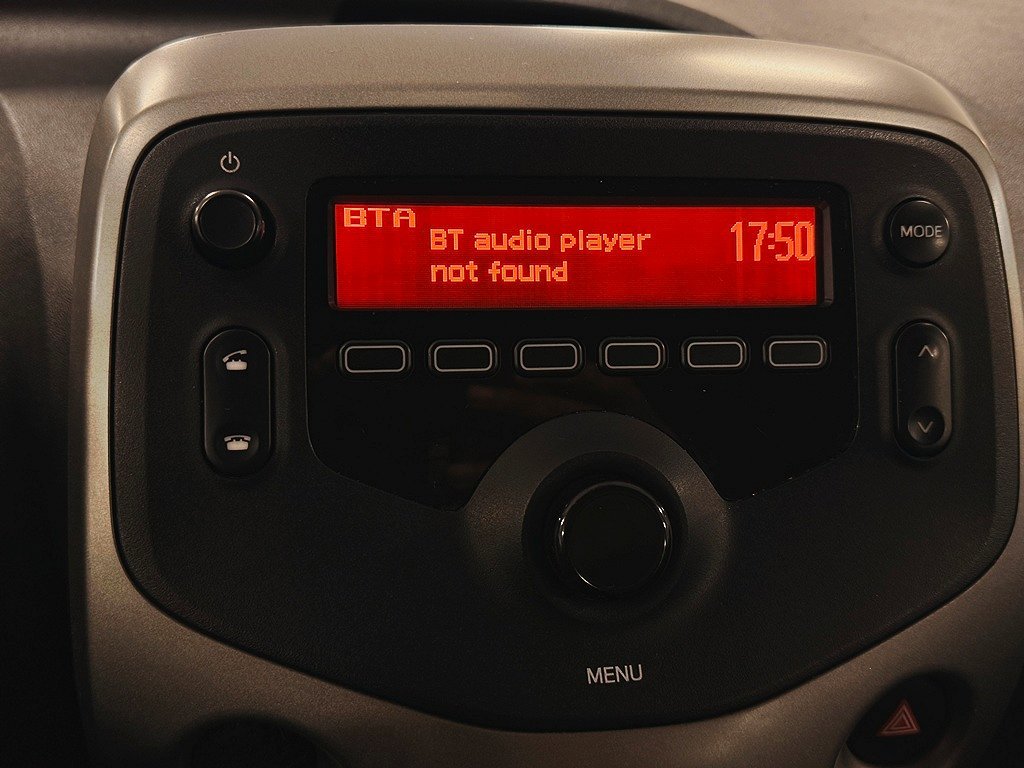 BTA
BT audio player
not found
17:50
MODE
MENU